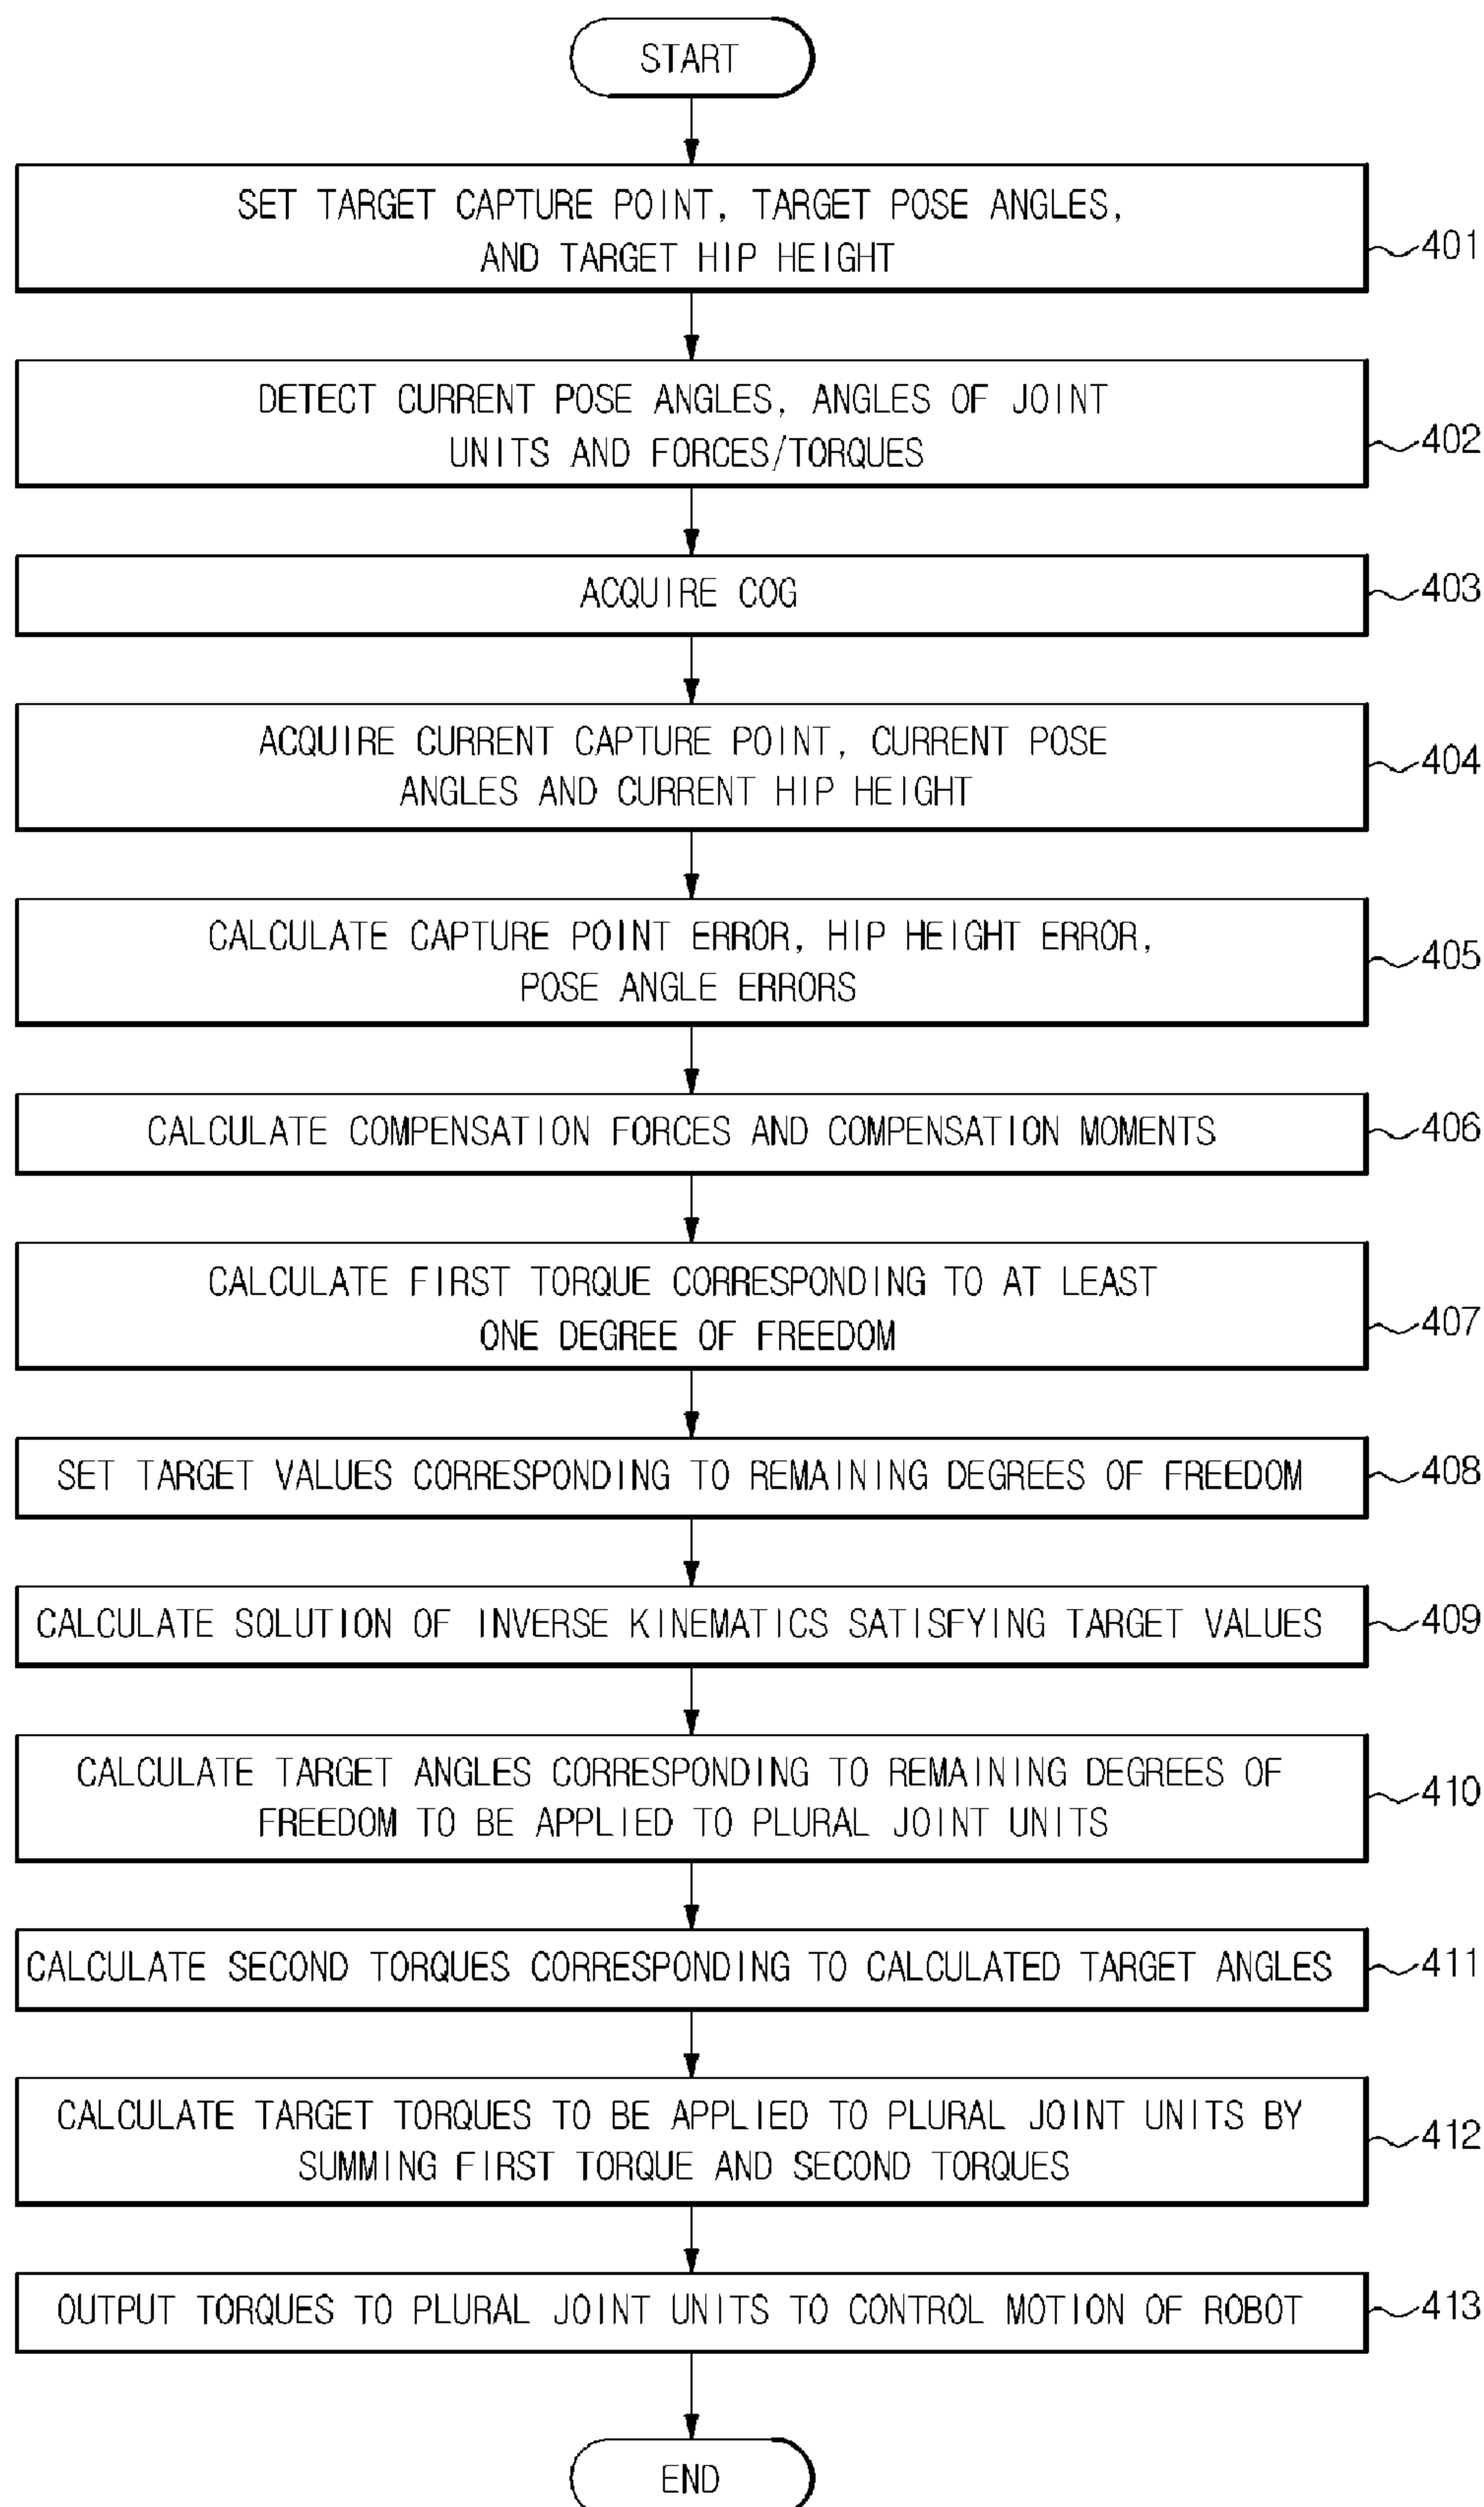 START
SET TARGET CAPTURE POINT, TARGET POSE ANGLES,
AND TARGET HIP HEIGHT
401
DETECT CURRENT POSE ANGLES, ANGLES OF JOINT
UNITS AND FORCES/TORQUES
402
ACQUIRE COG
403
ACQUIRE CURRENT CAPTURE POINT, CURRENT POSE
ANGLES AND CURRENT HIP HEIGHT
404
CALCULATE CAPTURE POINT ERROR, HIP HEIGHT ERROR,
POSE ANGLE ERRORS
405
CALCULATE COMPENSATION FORCES AND COMPENSATION MOMENTS
406
CALCULATE FIRST TORQUE CORRESPONDING TO AT LEAST
ONE DEGREE OF FREEDOM
407
SET TARGET VALUES CORRESPONDING TO REMAINING DEGREES OF FREEDOM
408
CALCULATE SOLUTION OF INVERSE KINEMATICS SATISFYING TARGET VALUES
409
CALCULATE TARGET ANGLES CORRESPONDING TO REMAINING DEGREES OF
FREEDOM TO BE APPLIED TO PLURAL JOINT UNITS
410
CALCULATE SECOND TORQUES CORRESPONDING TO CALCULATED TARGET ANGLES
411
CALCULATE TARGET TORQUES TO BE APPLIED TO PLURAL JOINT UNITS BY
SUMMING FIRST TORQUE AND SECOND TORQUES
412
OUTPUT TORQUES TO PLURAL JOINT UNITS TO CONTROL MOTION OF ROBOT
413
END